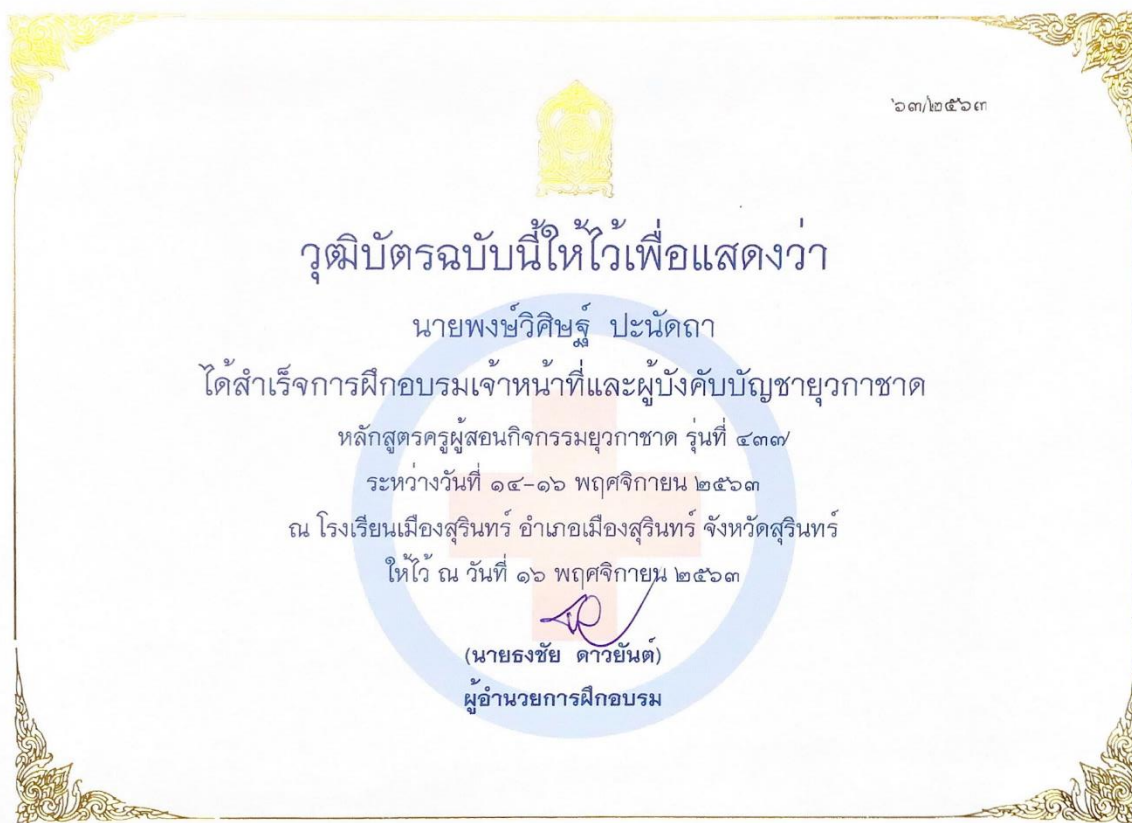 ๖๓/๒๕๖๓
วุฒิบัตรฉบับนี้ให้ไว้เพื่อแสดงว่า
นายพงษ์วิศิษฐ์ ปะนัดถา
ได้สำเร็จการฝึกอบรมเจ้าหน้าที่และผู้บังคับบัญชายุวกาชาด
หลักสูตรครูผู้สอนกิจกรรมยุวกาชาด รุ่นที่ ๔๓๗
ระหว่างวันที่ ๑๔-๑๖ พฤศจิกายน ๒๕๖๓
ณ โรงเรียนเมืองสุรินทร์ อำเภอเมืองสุรินทร์ จังหวัดสุรินทร์
ให้ไว้ ณ วันที่ ๑๖ พฤศจิกายน ๒๕๖๓
(นายธงชัย ดาวยันต์)
ผู้อำนวยการฝึกอบรม